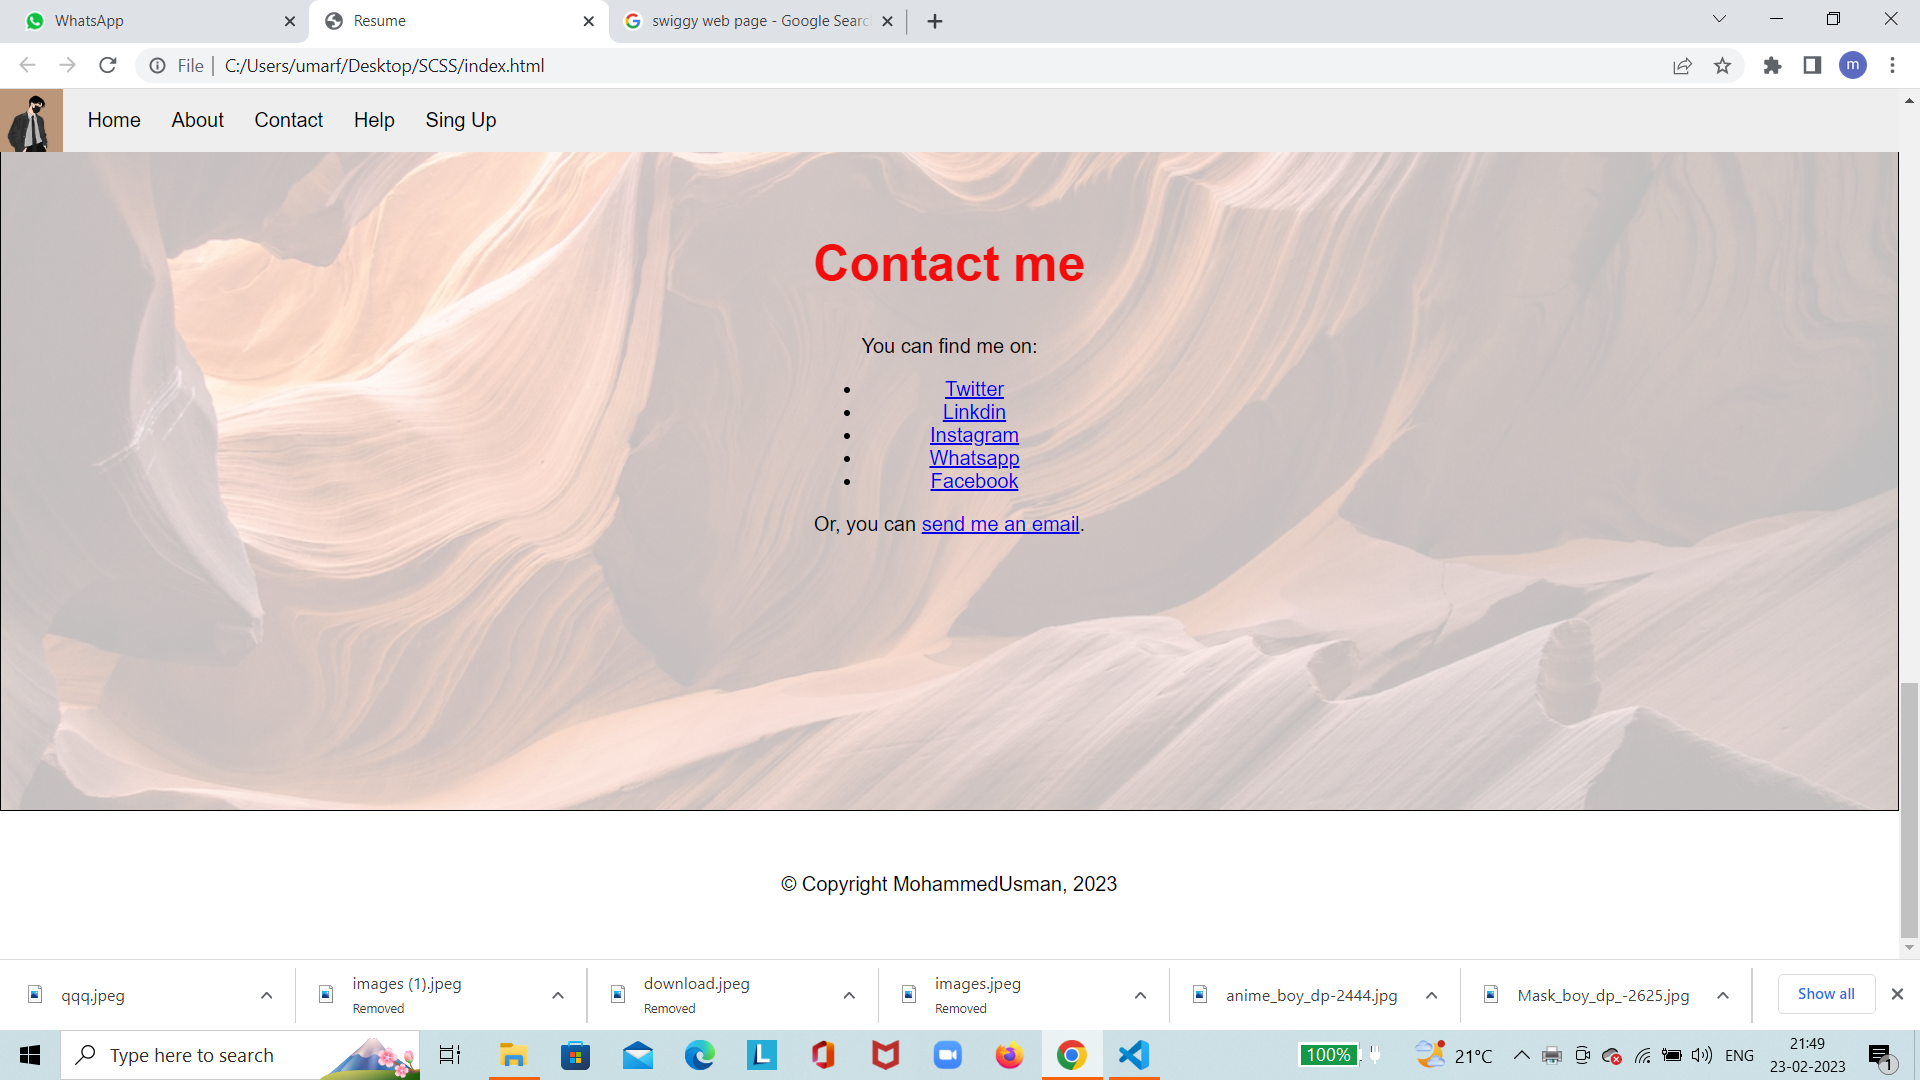 WhatsApp
Resume
swiggy web page - Google Searc
File | C:/Users/umarf/Desktop/SCSS/index.html
m
Home About Contact Help Sing Up
Contact me
You can find me on:
• Twitter
• Linkdin
• Instagram
• Whatsapp
• Facebook
Or, you can send me an email.
© Copyright MohammedUsman, 2023
qqq.jpeg
images (1).jpeg
Removed
download.jpeg
Removed
images.jpeg
Removed
anime_boy_dp-2444.jpg
Mask_boy_dp_-2625.jpg
Show all
Type here to search
L
100%
21°C
ENG
21:49
23-02-2023
1